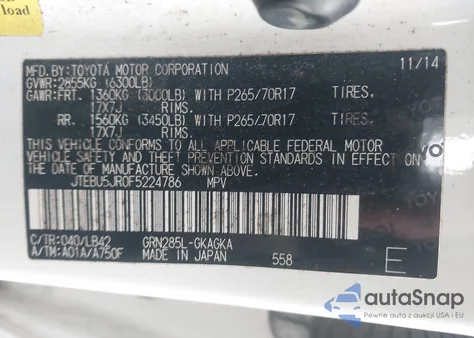 load
MFD.BY:TOYOTA MOTOR CORPORATION 11/14
GVWR:2855KG (6300LB)
GAWR:FRT. 1360KG (3000LB) WITH P265/70R17 TIRES.
17X7J RIMS.
RR. 1560KG (3450LB) WITH P265/70R17 TIRES.
17X7J RIMS.
THIS VEHICLE CONFORMS TO ALL APPLICABLE FEDERAL MOTOR
VEHICLE SAFETY AND THEFT PREVENTION STANDARDS IN EFFECT ON
THE DATE OF MANUFACTURE SHOWN ABOVE.
JTEBU5JR0F5224786 MPV
C/TR:040/LB42 GRN285L-GKAGKA
A/TM:A01A/A750F MADE IN JAPAN 558 E
autoSnap
Pewne auta z USA i EU